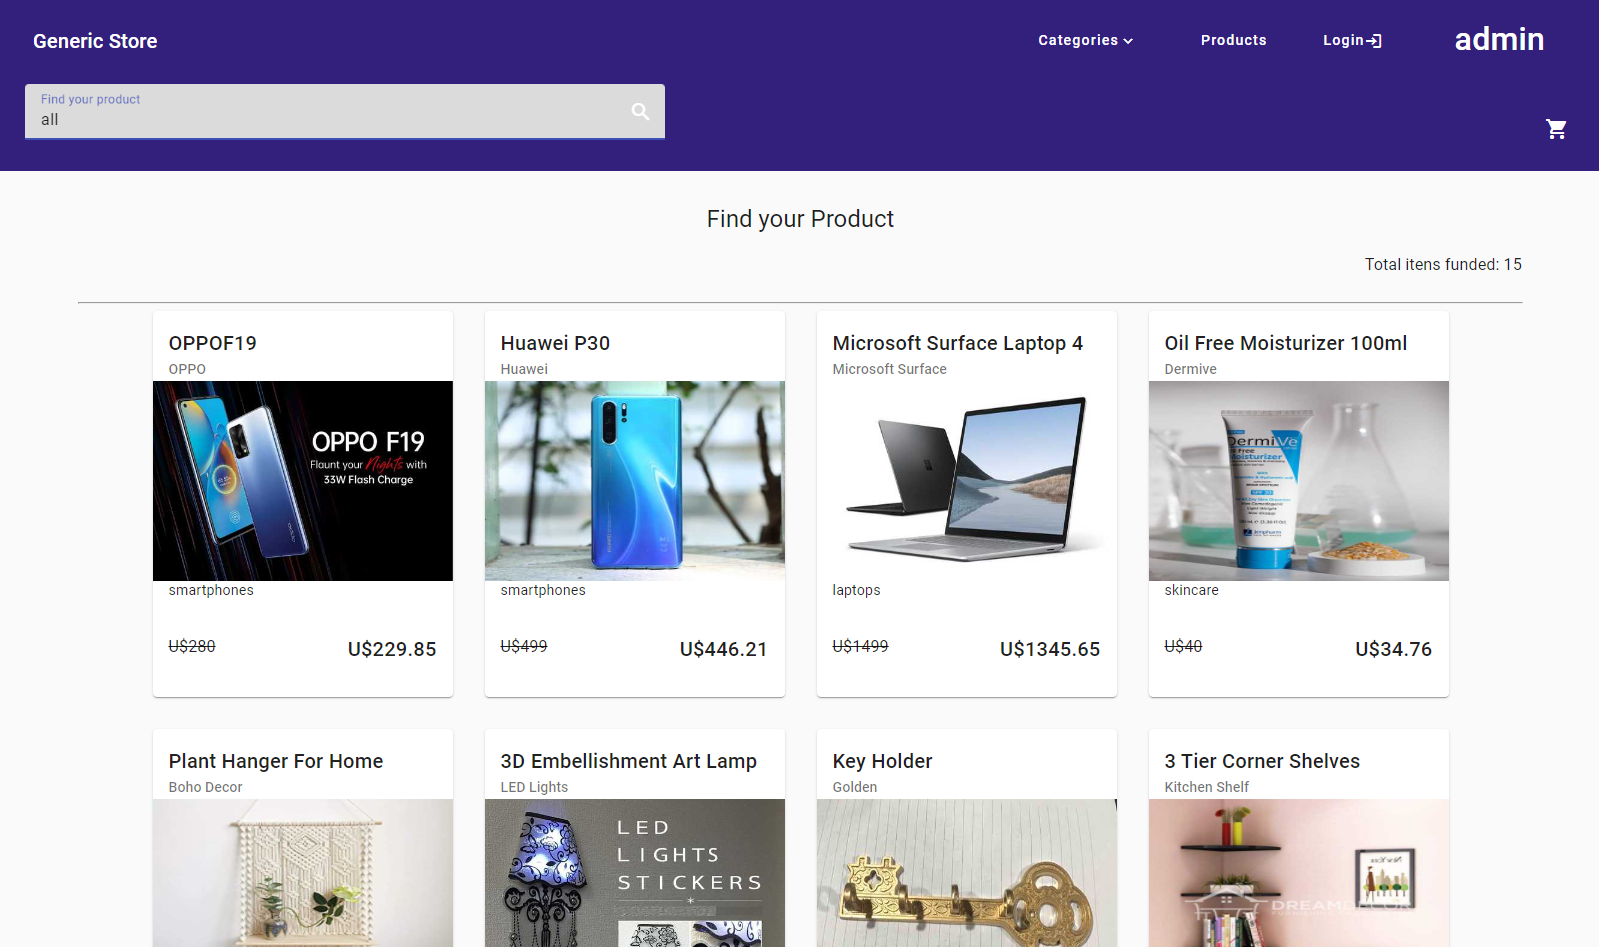 Generic Store
Categories
Products
Login
admin
Find your product
all
Find your Product
Total itens funded: 15
OPPOF19
OPPO
OPPO F19
Flaunt your Nights with
33W Flash Charge
smartphones
U$280
U$229.85
Huawei P30
Huawei
smartphones
U$499
U$446.21
Microsoft Surface Laptop 4
Microsoft Surface
laptops
U$1499
U$1345.65
Oil Free Moisturizer 100ml
Dermive
DermiVe
Free
Moisturizer
skincare
U$40
U$34.76
Plant Hanger For Home
Boho Decor
3D Embellishment Art Lamp
LED Lights
LED
LIGHTS
STICKERS
Key Holder
Golden
3 Tier Corner Shelves
Kitchen Shelf